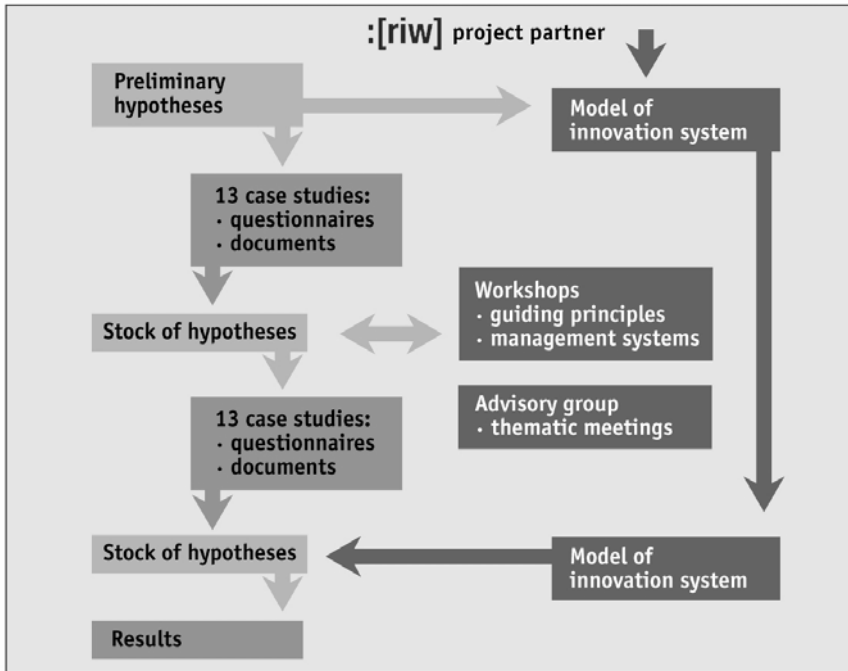 :[riw] project partner
Preliminary
hypotheses
Model of
innovation system
13 case studies:
· questionnaires
· documents
Stock of hypotheses
Workshops
· guiding principles
· management systems
13 case studies:
· questionnaires
· documents
Advisory group
· thematic meetings
Stock of hypotheses
Model of
innovation system
Results